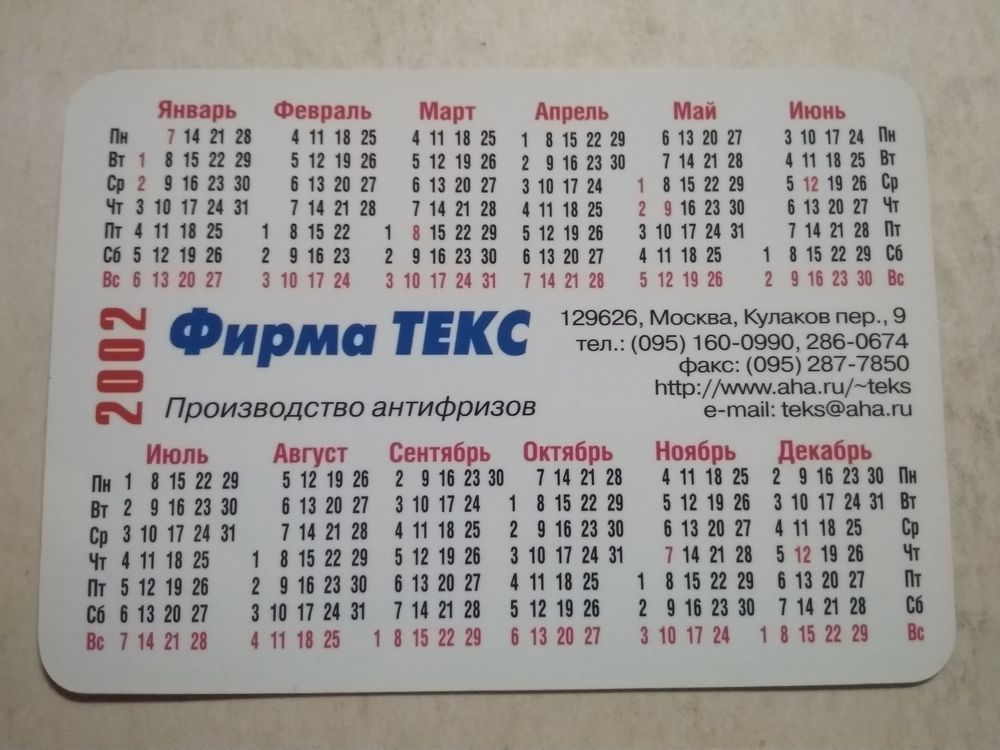 Январь Февраль Март Апрель Май Июнь
Пн 7 14 21 28 4 11 18 25 4 11 18 25 1 8 15 22 29 6 13 20 27 3 10 17 24 Пн
Вт 1 8 15 22 29 5 12 19 26 5 12 19 26 2 9 16 23 30 7 14 21 28 4 11 18 25 Вт
Ср 2 9 16 23 30 6 13 20 27 6 13 20 27 3 10 17 24 1 8 15 22 29 5 12 19 26 Ср
Чт 3 10 17 24 31 7 14 21 28 7 14 21 28 4 11 18 25 2 9 16 23 30 6 13 20 27 Чт
Пт 4 11 18 25 1 8 15 22 1 8 15 22 29 5 12 19 26 3 10 17 24 31 7 14 21 28 Пт
Сб 5 12 19 26 2 9 16 23 2 9 16 23 30 6 13 20 27 4 11 18 25 1 8 15 22 29 Сб
Вс 6 13 20 27 3 10 17 24 3 10 17 24 31 7 14 21 28 5 12 19 26 2 9 16 23 30 Вс
2002
Фирма ТЕКС
Производство антифризов
129626, Москва, Кулаков пер., 9
тел.: (095) 160-0990, 286-0674
факс: (095) 287-7850
http://www.aha.ru/~teks
e-mail: teks@aha.ru
Июль Август Сентябрь Октябрь Ноябрь Декабрь
Пн 1 8 15 22 29 5 12 19 26 2 9 16 23 30 7 14 21 28 4 11 18 25 2 9 16 23 30 Пн
Вт 2 9 16 23 30 6 13 20 27 3 10 17 24 1 8 15 22 29 5 12 19 26 3 10 17 24 31 Вт
Ср 3 10 17 24 31 7 14 21 28 4 11 18 25 2 9 16 23 30 6 13 20 27 4 11 18 25 Ср
Чт 4 11 18 25 1 8 15 22 29 5 12 19 26 3 10 17 24 31 7 14 21 28 5 12 19 26 Чт
Пт 5 12 19 26 2 9 16 23 30 6 13 20 27 4 11 18 25 1 8 15 22 29 6 13 20 27 Пт
Сб 6 13 20 27 3 10 17 24 31 7 14 21 28 5 12 19 26 2 9 16 23 30 7 14 21 28 Сб
Вс 7 14 21 28 4 11 18 25 1 8 15 22 29 6 13 20 27 3 10 17 24 1 8 15 22 29 Вс